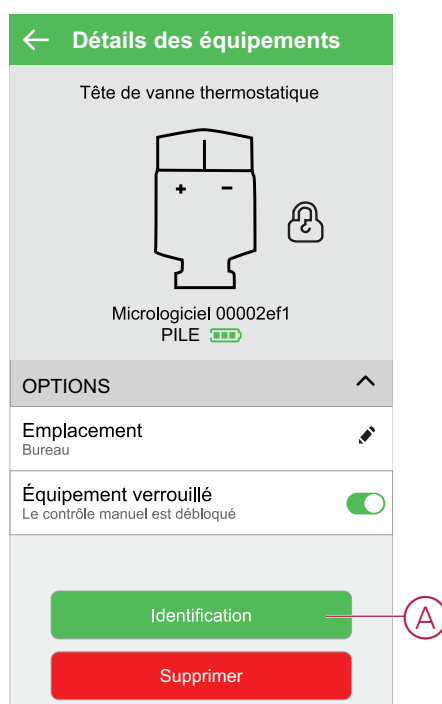 Détails des équipements
Tête de vanne thermostatique
+ -
Micrologiciel 00002ef1
PILE
OPTIONS
Emplacement
Bureau
Équipement verrouillé
Le contrôle manuel est débloqué
Identification
A
Supprimer